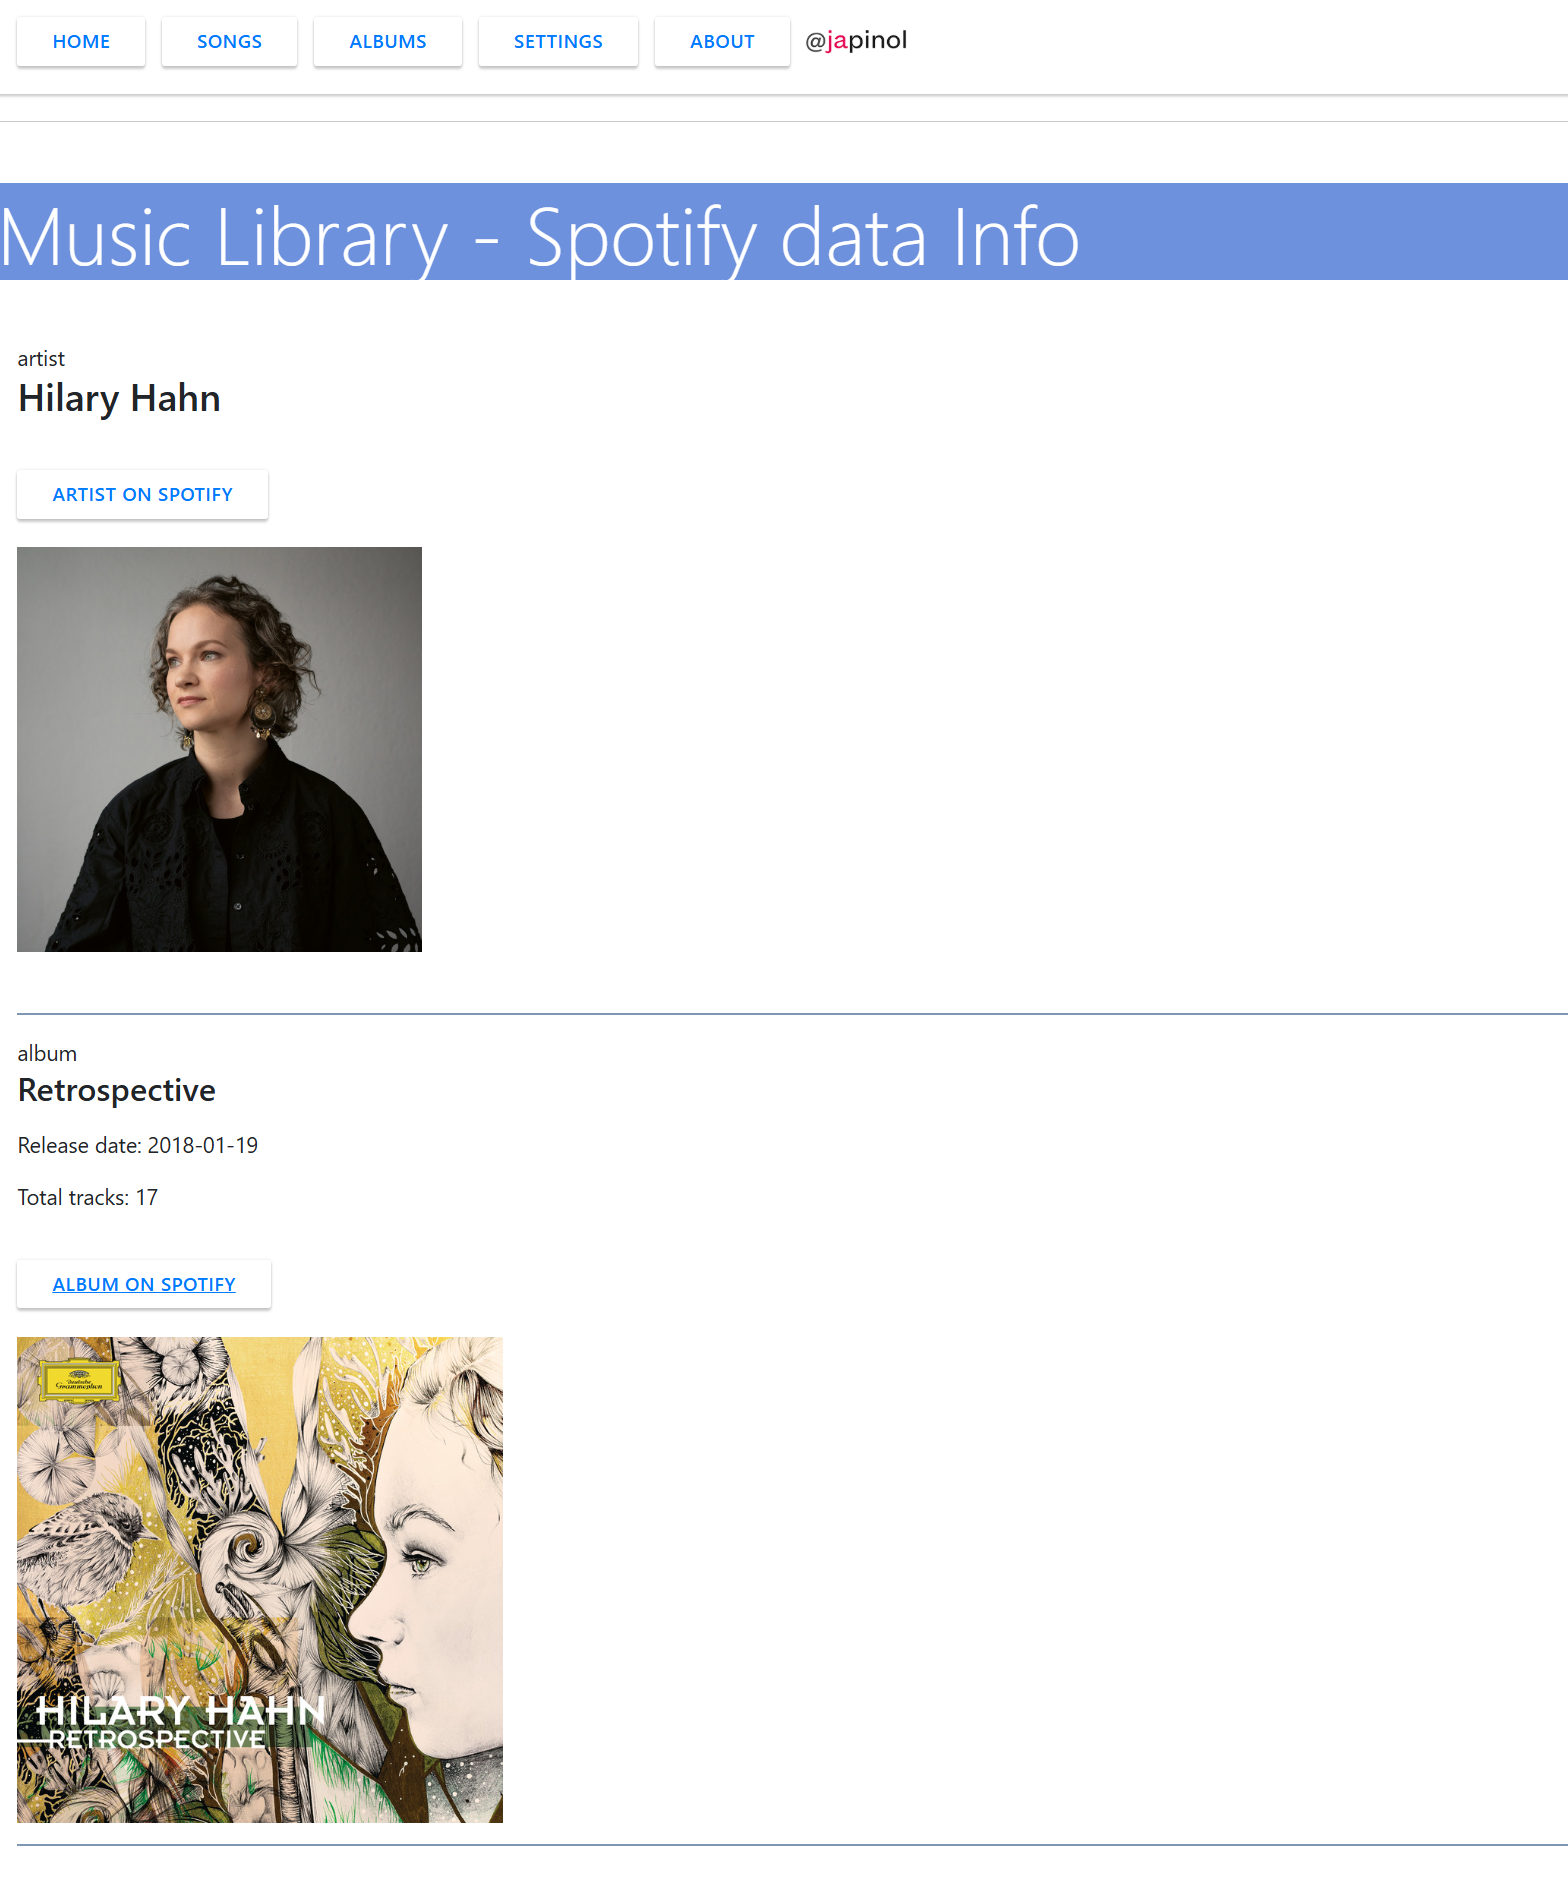 HOME SONGS ALBUMS SETTINGS ABOUT @japinol
Music Library - Spotify data Info
artist
Hilary Hahn
ARTIST ON SPOTIFY
album
Retrospective
Release date: 2018-01-19
Total tracks: 17
ALBUM ON SPOTIFY
Deutsche
Grammophon
HILARY HAHN
RETROSPECTIVE